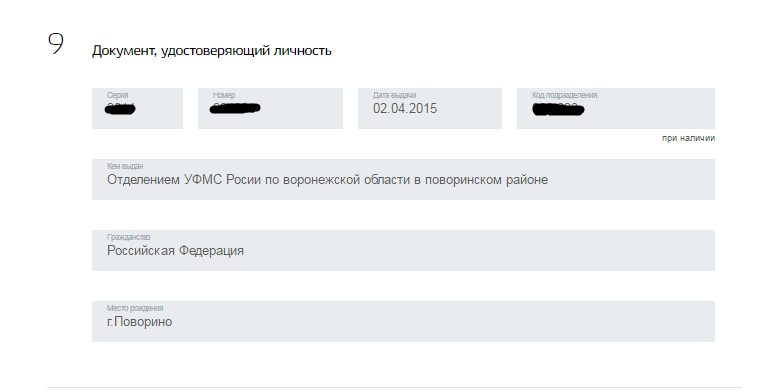 9
Документ, удостоверяющий личность
Серия Номер Дата выдачи Код подразделения
02.04.2015
при наличии
Кем выдан
Отделением УФМС Росии по воронежской области в поворинском районе
Гражданство
Российская Федерация
Место рождения
г.Поворино